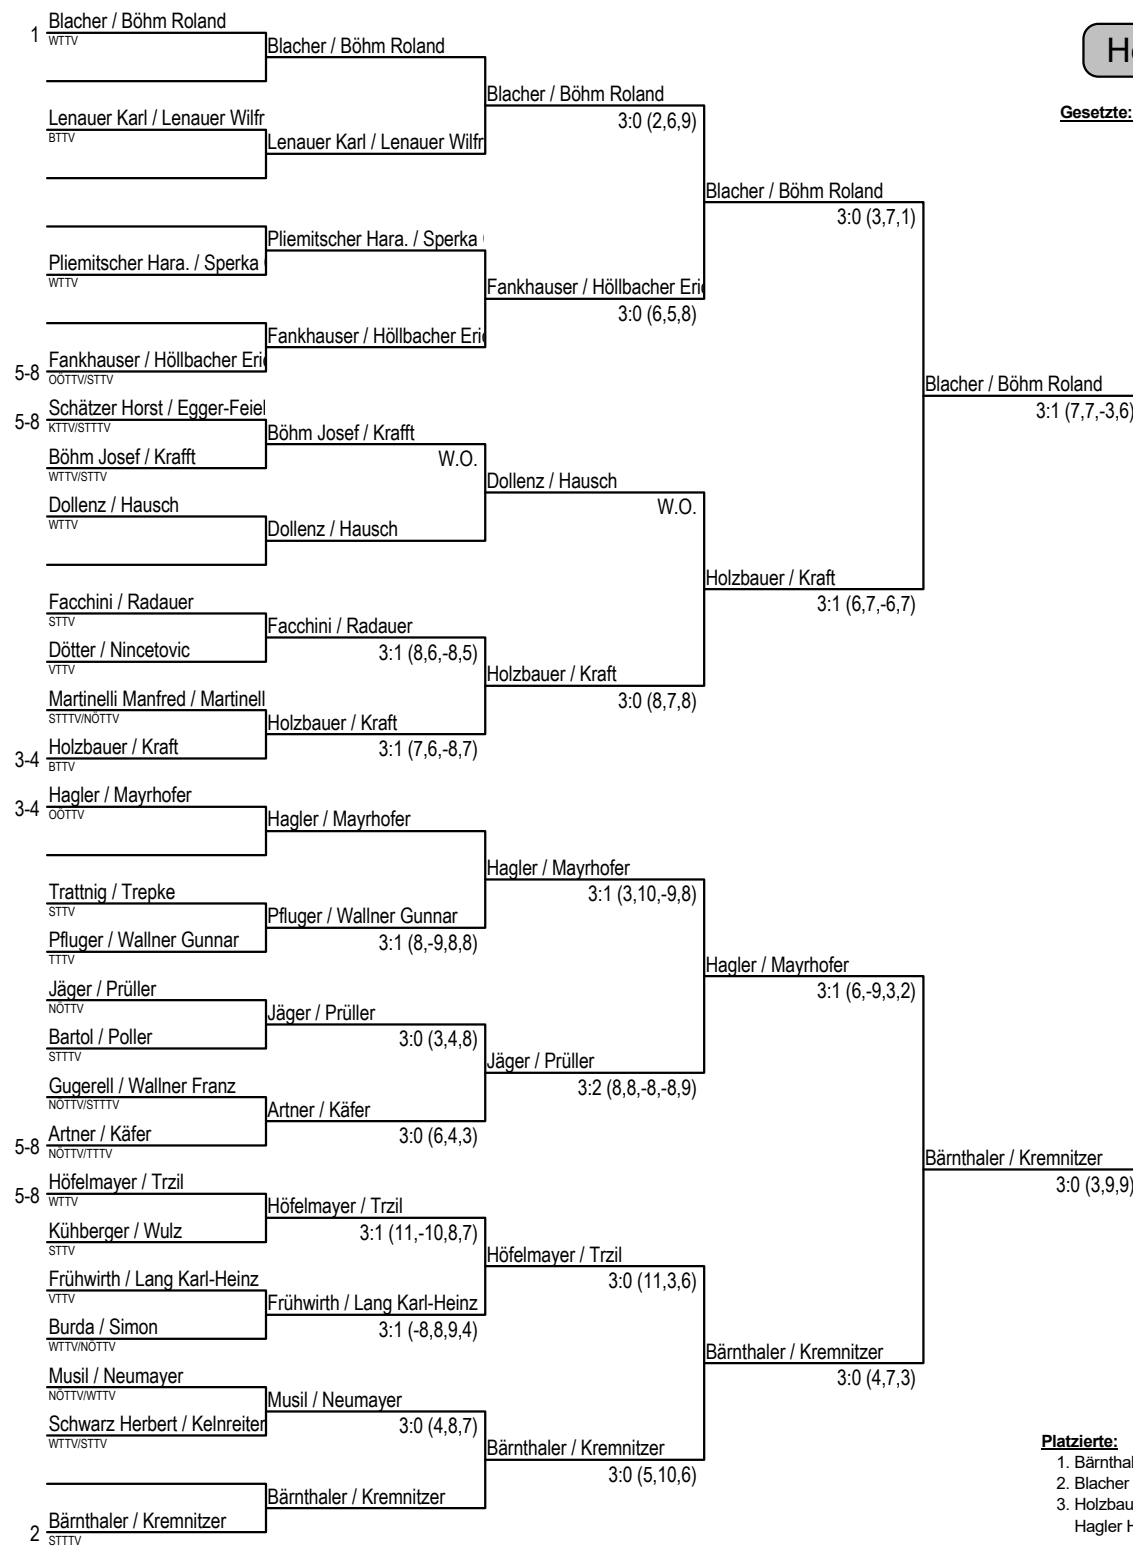 Blacher / Böhm Roland
1
WTTV
Blacher / Böhm Roland
Blacher / Böhm Roland
3:0 (2,6,9)
Lenauer Karl / Lenauer Wilfr
BTTV
Lenauer Karl / Lenauer Wilfr
Blacher / Böhm Roland
3:0 (3,7,1)
Pliemitscher Hara. / Sperka
Pliemitscher Hara. / Sperka
WTTV
Fankhauser / Höllbacher Eri
3:0 (6,5,8)
Fankhauser / Höllbacher Eri
Fankhauser / Höllbacher Eri
5-8
OÖTTV/STTV
Blacher / Böhm Roland
3:1 (7,7,-3,6)
Schätzer Horst / Egger-Feiel
5-8
KTTV/STTTV
Böhm Josef / Krafft
W.O.
Böhm Josef / Krafft
WTTV/STTV
Dollenz / Hausch
W.O.
Dollenz / Hausch
WTTV
Dollenz / Hausch
Holzbauer / Kraft
3:1 (6,7,-6,7)
Facchini / Radauer
STTV
Facchini / Radauer
3:1 (8,6,-8,5)
Dötter / Nincetovic
VTTV
Holzbauer / Kraft
3:0 (8,7,8)
Martinelli Manfred / Martinell
STTTV/NÖTTV
Holzbauer / Kraft
3:1 (7,6,-8,7)
Holzbauer / Kraft
3-4
BTTV
Hagler / Mayrhofer
3-4
OÖTTV
Hagler / Mayrhofer
Hagler / Mayrhofer
3:1 (3,10,-9,8)
Trattnig / Trepke
STTV
Pfluger / Wallner Gunnar
3:1 (8,-9,8,8)
Pfluger / Wallner Gunnar
TTTV
Hagler / Mayrhofer
3:1 (6,-9,3,2)
Jäger / Prüller
NÖTTV
Jäger / Prüller
3:0 (3,4,8)
Bartol / Poller
STTTV
Jäger / Prüller
3:2 (8,8,-8,-8,9)
Gugerell / Wallner Franz
NÖTTV/STTTV
Artner / Käfer
3:0 (6,4,3)
Artner / Käfer
5-8
NÖTTV/TTTV
Bärnthaler / Kremnitzer
3:0 (3,9,9)
Höfelmayer / Trzil
5-8
WTTV
Höfelmayer / Trzil
3:1 (11,-10,8,7)
Kühberger / Wulz
STTV
Höfelmayer / Trzil
3:0 (11,3,6)
Frühwirth / Lang Karl-Heinz
VTTV
Frühwirth / Lang Karl-Heinz
3:1 (-8,8,9,4)
Burda / Simon
WTTV/NÖTTV
Bärnthaler / Kremnitzer
3:0 (4,7,3)
Musil / Neumayer
NÖTTV/WTTV
Musil / Neumayer
3:0 (4,8,7)
Schwarz Herbert / Kelnreiter
WTTV/STTV
Bärnthaler / Kremnitzer
3:0 (5,10,6)
Bärnthaler / Kremnitzer
Bärnthaler / Kremnitzer
2
STTTV
Gesetzte:
Platzierte:
1. Bärnthal
2. Blacher
3. Holzbau
Hagler H